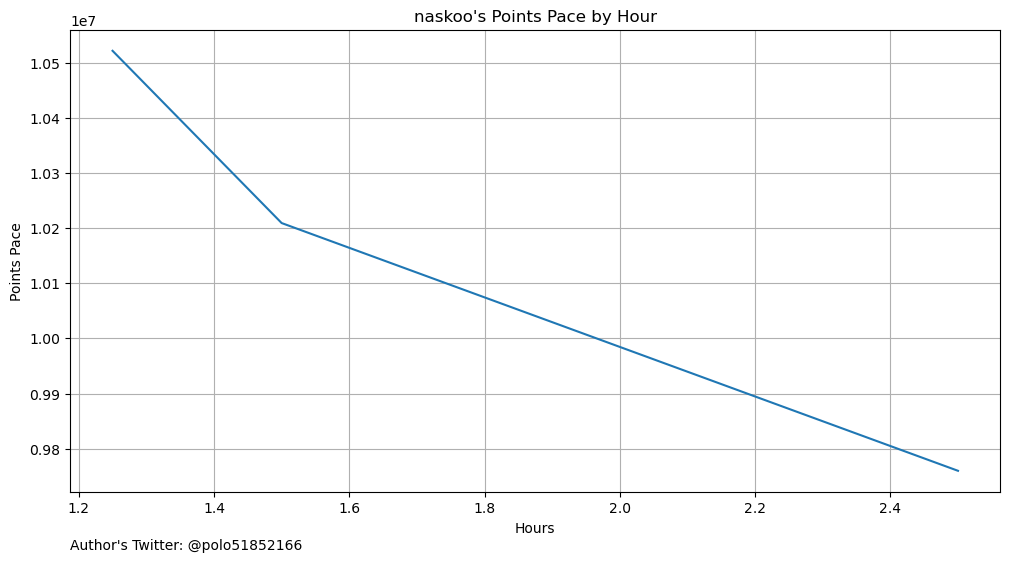 naskoo's Points Pace by Hour
1e7
1.05
1.04
1.03
1.02
1.01
1.00
0.99
0.98
Points Pace
1.2 1.4 1.6 1.8 2.0 2.2 2.4
Hours
Author's Twitter: @polo51852166